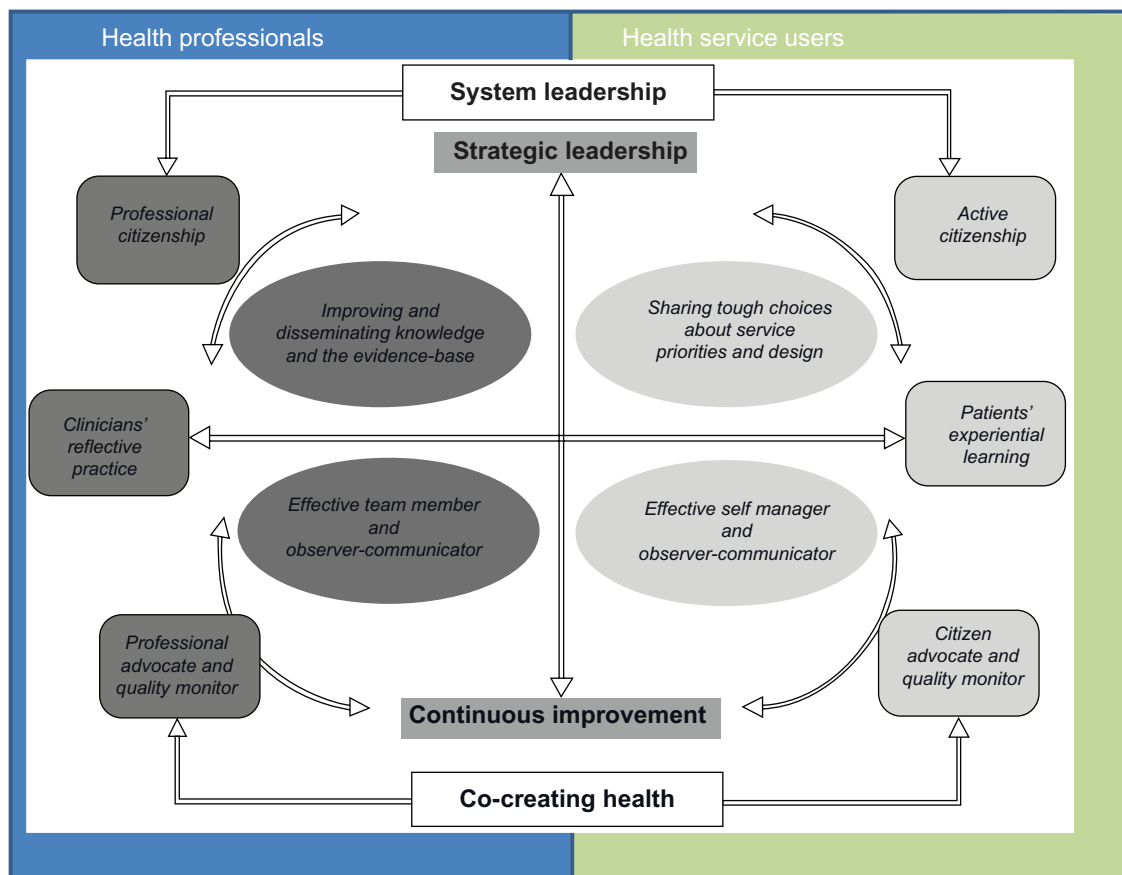 Health professionals
Health service users
System leadership
Strategic leadership
Professional
citizenship
Active
citizenship
Improving and
disseminating knowledge
and the evidence-base
Sharing tough choices
about service
priorities and design
Clinicians’
reflective
practice
Patients’
experiential
learning
Effective team member
and
observer-communicator
Effective self manager
and
observer-communicator
Professional
advocate and
quality monitor
Citizen
advocate and
quality monitor
Continuous improvement
Co-creating health